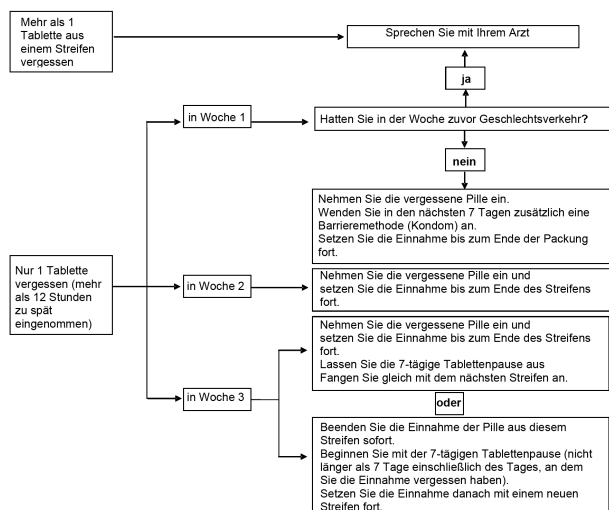 Mehr als 1
Tablette aus
einem Streifen
vergessen
Sprechen Sie mit Ihrem Arzt
ja
in Woche 1
Hatten Sie in der Woche zuvor Geschlechtsverkehr?
nein
Nehmen Sie die vergessene Pille ein.
Wenden Sie in den nächsten 7 Tagen zusätzlich eine
Barrieremethode (Kondom) an.
Setzen Sie die Einnahme bis zum Ende der Packung
fort.
Nur 1 Tablette
vergessen (mehr
als 12 Stunden
zu spät
eingenommen)
in Woche 2
Nehmen Sie die vergessene Pille ein und
setzen Sie die Einnahme bis zum Ende des Streifens
fort.
in Woche 3
Nehmen Sie die vergessene Pille ein und
setzen Sie die Einnahme bis zum Ende des Streifens
fort.
Lassen Sie die 7-tägige Tablettenpause aus
Fangen Sie gleich mit dem nächsten Streifen an.
oder
Beenden Sie die Einnahme der Pille aus diesem
Streifen sofort.
Beginnen Sie mit der 7-tägigen Tablettenpause (nicht
länger als 7 Tage einschließlich des Tages, an dem
Sie die Einnahme vergessen haben).
Setzen Sie die Einnahme danach mit einem neuen
Streifen fort.